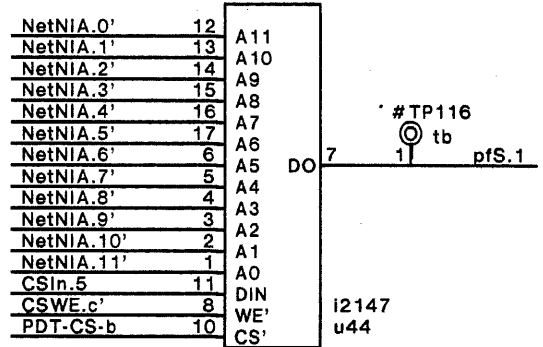 NetNIA.0' 12 A11
NetNIA.1' 13 A10
NetNIA.2' 14 A9
NetNIA.3' 15 A8
NetNIA.4' 16 A7
#TP116
NetNIA.5' 17 A6
tb
NetNIA.6' 6 A5 DO 7 1 pfS.1
NetNIA.7' 5 A4
NetNIA.8' 4 A3
NetNIA.9' 3 A2
NetNIA.10' 2 A1
NetNIA.11' 1 A0
CSIn.5 11 DIN
CSWE.c' 8 WE' i2147
PDT-CS-b 10 CS' u44